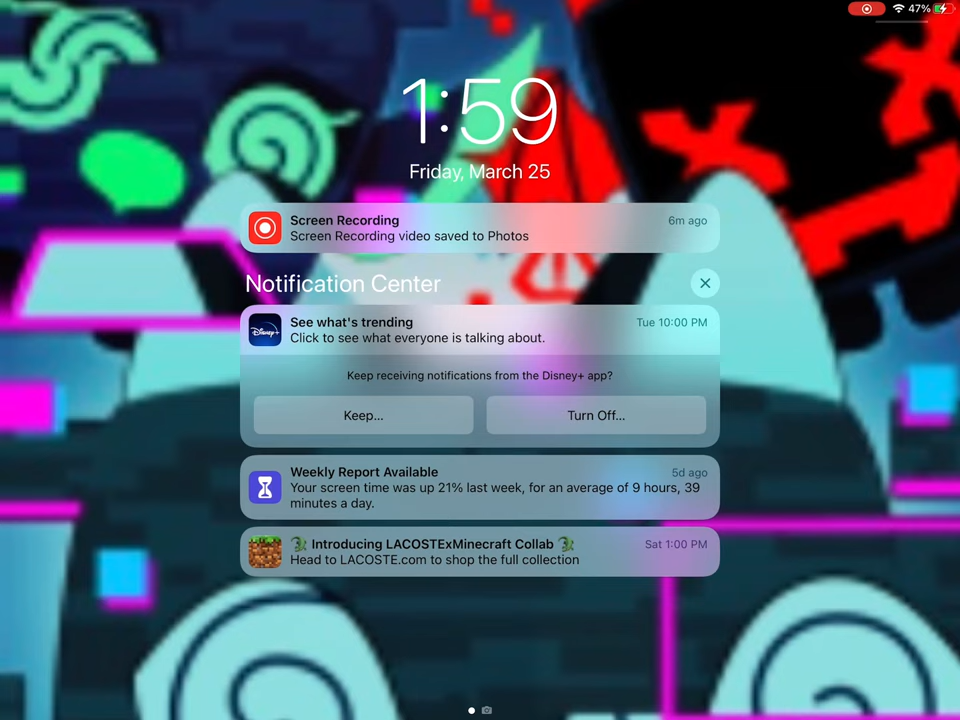 47%
1:59
Friday, March 25
Screen Recording
6m ago
Screen Recording video saved to Photos
Notification Center
See what's trending
Tue 10:00 PM
Click to see what everyone is talking about.
Disney+
Keep receiving notifications from the Disney+ app?
Keep...
Turn Off...
Weekly Report Available
5d ago
Your screen time was up 21% last week, for an average of 9 hours, 39
minutes a day.
🐉 Introducing LACOSTExMinecraft Collab 🐉
Sat 1:00 PM
Head to LACOSTE.com to shop the full collection